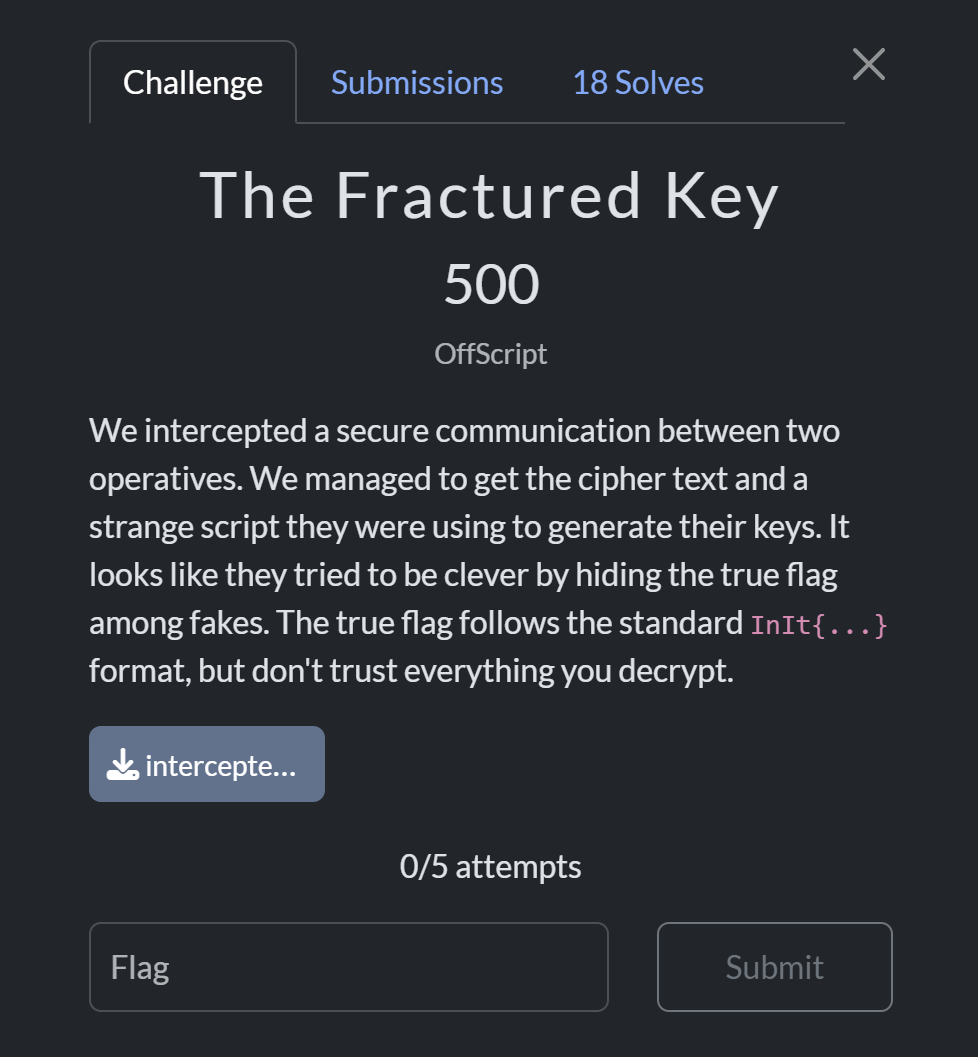 Challenge
Submissions
18 Solves
The Fractured Key
500
OffScript
We intercepted a secure communication between two
operatives. We managed to get the cipher text and a
strange script they were using to generate their keys. It
looks like they tried to be clever by hiding the true flag
among fakes. The true flag follows the standard InIt{...}
format, but don't trust everything you decrypt.
intercepte...
0/5 attempts
Flag
Submit